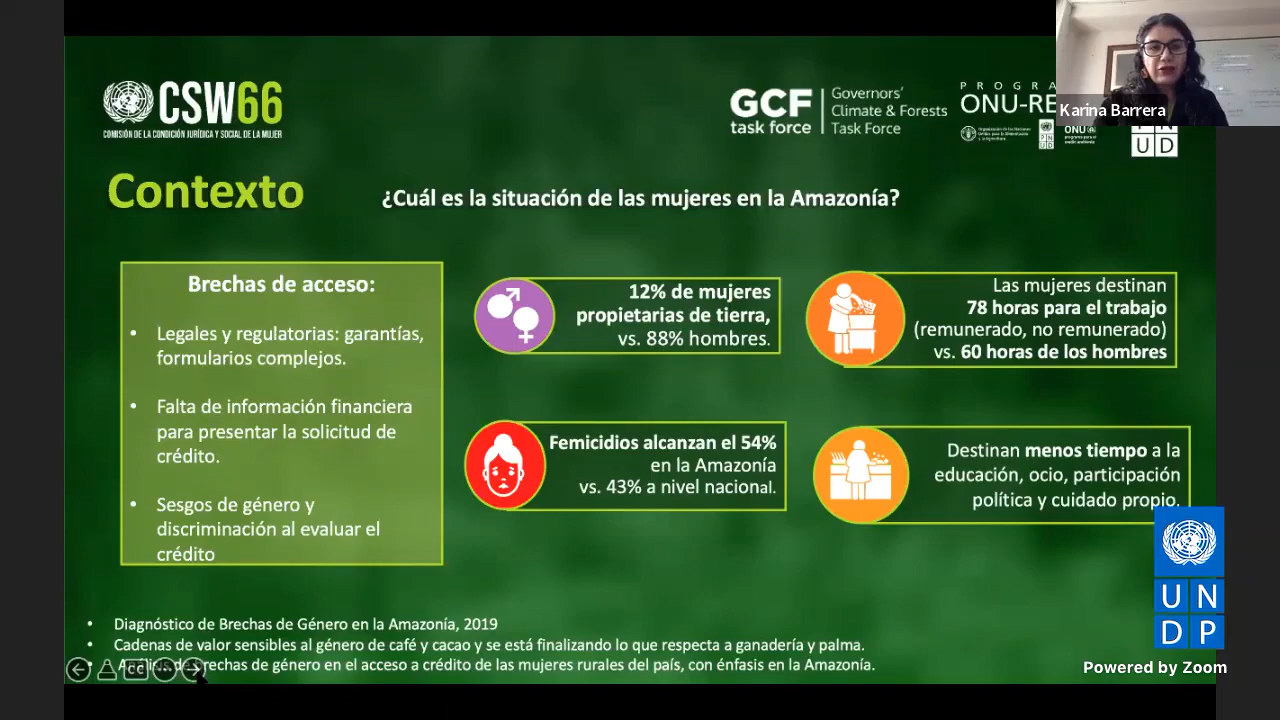 CSW66
COMISIÓN DE LA CONDICIÓN JURÍDICA Y SOCIAL DE LA MUJER
GCF
task force
Governors'
Climate & Forests
Task Force
PROGRA
ONU-RE
Karina Barrera
UD
Contexto
¿Cuál es la situación de las mujeres en la Amazonía?
Brechas de acceso:
• Legales y regulatorias: garantías,
formularios complejos.
• Falta de información financiera
para presentar la solicitud de
crédito.
• Sesgos de género y
discriminación al evaluar el
crédito
12% de mujeres
propietarias de tierra,
vs. 88% hombres.
Las mujeres destinan
78 horas para el trabajo
(remunerado, no remunerado)
vs. 60 horas de los hombres
Femicidios alcanzan el 54%
en la Amazonía
vs. 43% a nivel nacional.
Destinan menos tiempo a la
educación, ocio, participación
política y cuidado propio.
• Diagnóstico de Brechas de Género en la Amazonía, 2019
• Cadenas de valor sensibles al género de café y cacao y se está finalizando lo que respecta a ganadería y palma.
brechas de género en el acceso a crédito de las mujeres rurales del país, con énfasis en la Amazonía.
CC
UN
DP
Powered by Zoom